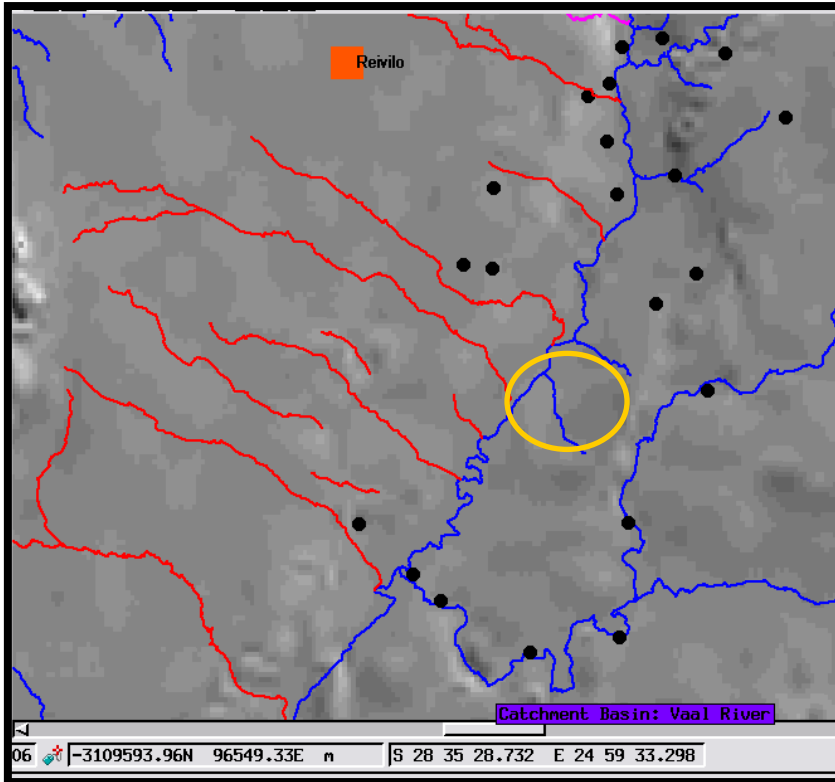 Reivilo
Catchment Basin: Vaal River
06 -3109593.96N 96549.33E m S 28 35 28.732 E 24 59 33.298